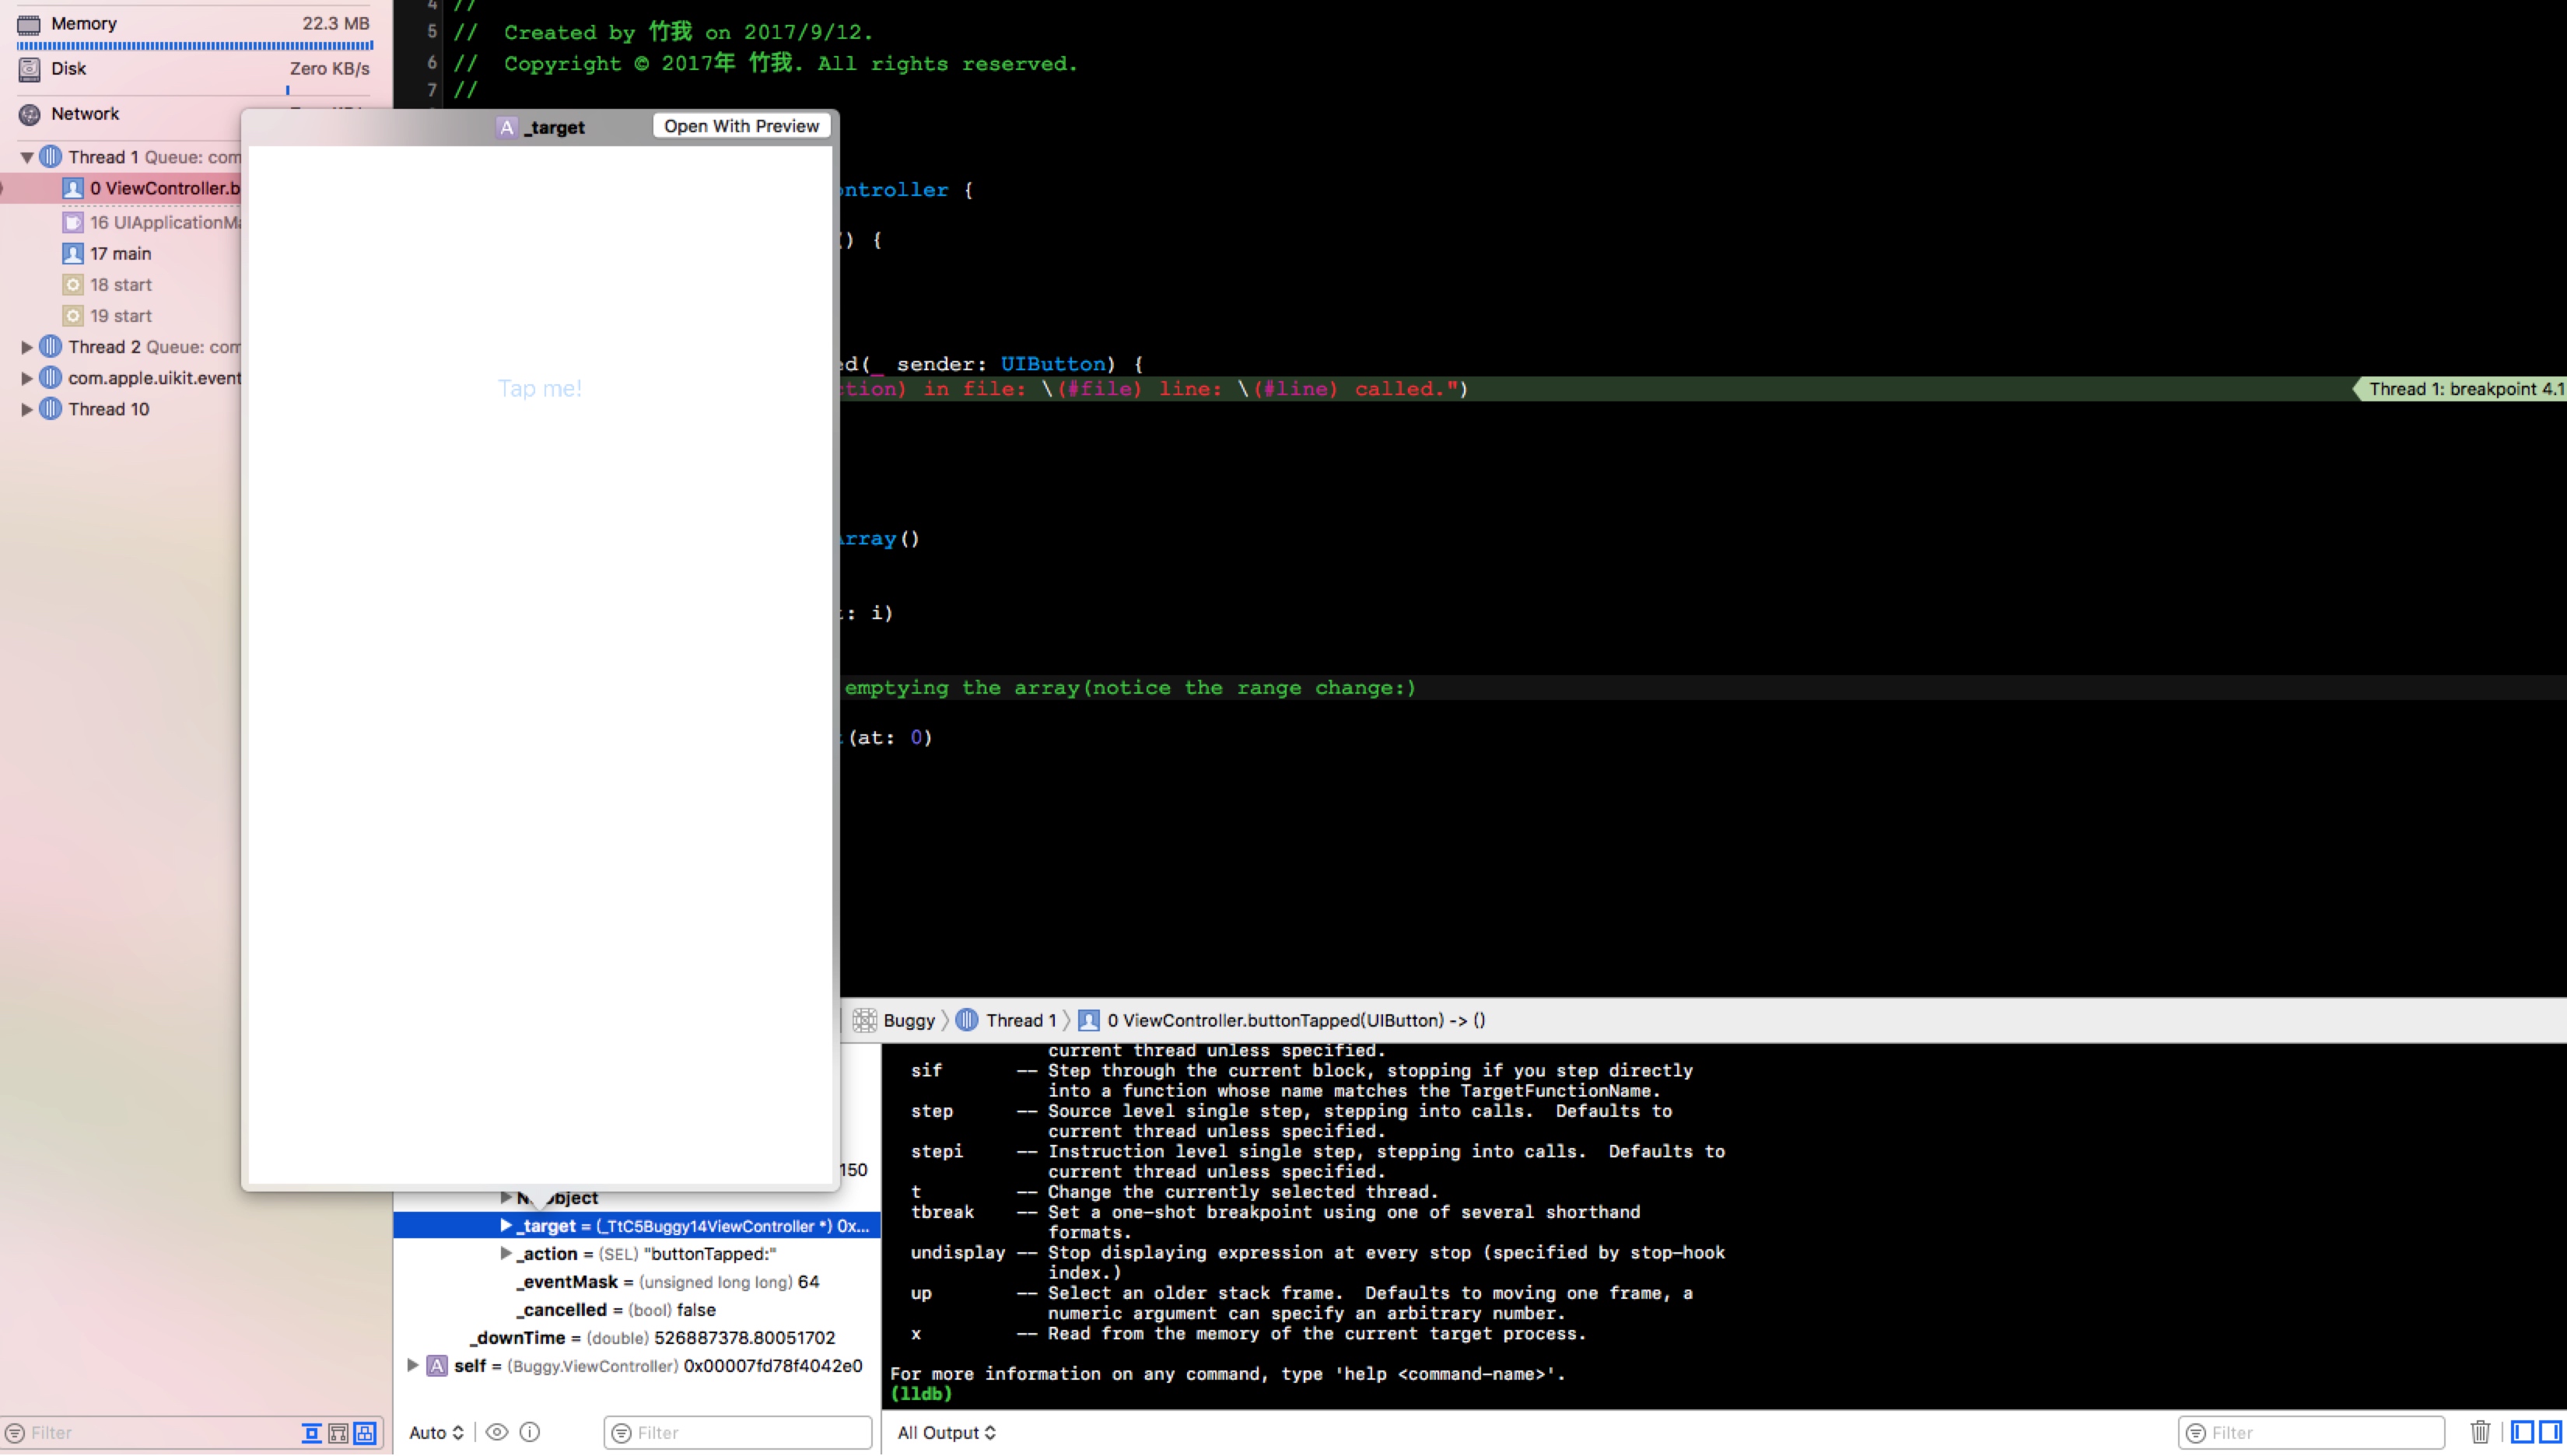 Memory 22.3 MB
Disk Zero KB/s
Network
Thread 1 Queue: com
0 ViewController.b
16 UIApplicationMa
17 main
18 start
19 start
Thread 2 Queue: com
com.apple.uikit.event
Thread 10
Filter
4 //
5 // Created by 竹我 on 2017/9/12.
6 // Copyright © 2017年 竹我. All rights reserved.
7 //
_target
Open With Preview
Tap me!
ntroller {
() {
ed(_ sender: UIButton) {
ction) in file: \(#file) line: \(#line) called.")
Thread 1: breakpoint 4.1
Array()
t: i)
emptying the array(notice the range change:)
(at: 0)
Buggy
Thread 1
0 ViewController.buttonTapped(UIButton) -> ()
150
_target = (_TtC5Buggy14ViewController *) 0x...
_action = (SEL) "buttonTapped:"
_eventMask = (unsigned long long) 64
_cancelled = (bool) false
_downTime = (double) 526887378.80051702
self = (Buggy.ViewController) 0x00007fd78f4042e0
Auto
Filter
current thread unless specified.
sif -- Step through the current block, stopping if you step directly
into a function whose name matches the TargetFunctionName.
step -- Source level single step, stepping into calls. Defaults to
current thread unless specified.
stepi -- Instruction level single step, stepping into calls. Defaults to
current thread unless specified.
t -- Change the currently selected thread.
tbreak -- Set a one-shot breakpoint using one of several shorthand
formats.
undisplay -- Stop displaying expression at every stop (specified by stop-hook
index.)
up -- Select an older stack frame. Defaults to moving one frame, a
numeric argument can specify an arbitrary number.
x -- Read from the memory of the current target process.
For more information on any command, type 'help <command-name>'.
(lldb)
All Output
Filter